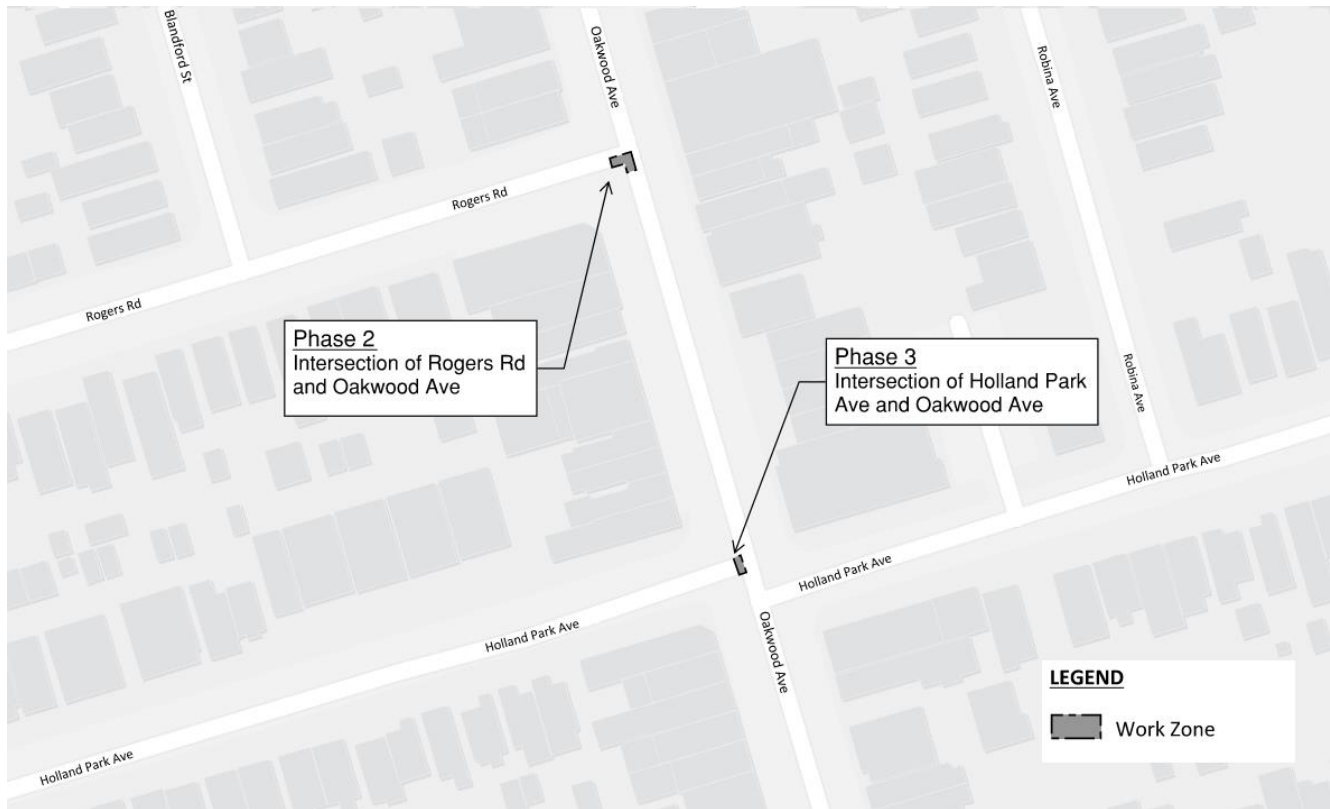 Blandford St
Oakwood Ave
Robina Ave
Rogers Rd
Rogers Rd
Phase 2
Intersection of Rogers Rd
and Oakwood Ave
Phase 3
Intersection of Holland Park
Ave and Oakwood Ave
Robina Ave
Holland Park Ave
Holland Park Ave
Holland Park Ave
Oakwood Ave
Holland Park Ave
LEGEND
Work Zone